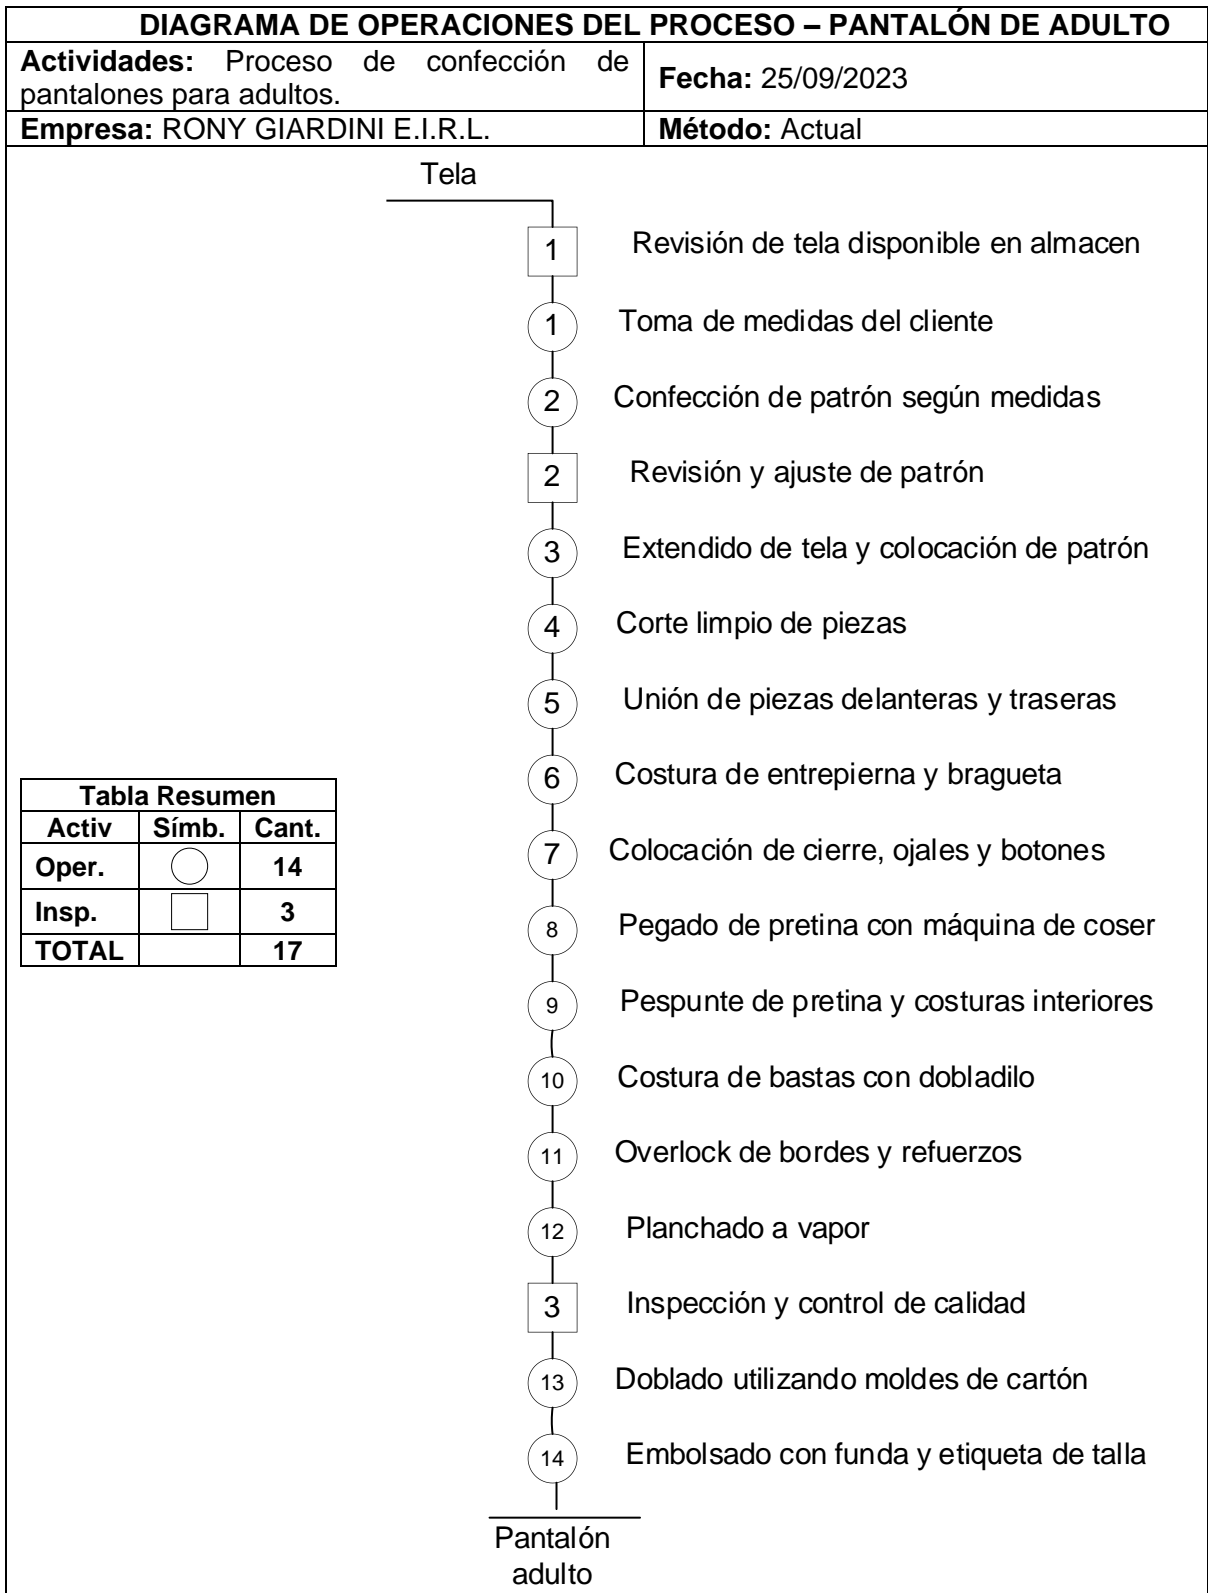 DIAGRAMA DE OPERACIONES DEL PROCESO – PANTALÓN DE ADULTO
Actividades: Proceso de confección de
pantalones para adultos.
Fecha: 25/09/2023
Empresa: RONY GIARDINI E.I.R.L.
Método: Actual
Tela
1 Revisión de tela disponible en almacen
1 Toma de medidas del cliente
2 Confección de patrón según medidas
2 Revisión y ajuste de patrón
3 Extendido de tela y colocación de patrón
4 Corte limpio de piezas
5 Unión de piezas delanteras y traseras
6 Costura de entrepierna y bragueta
7 Colocación de cierre, ojales y botones
8 Pegado de pretina con máquina de coser
9 Pespunte de pretina y costuras interiores
10 Costura de bastas con dobladilo
11 Overlock de bordes y refuerzos
12 Planchado a vapor
3 Inspección y control de calidad
13 Doblado utilizando moldes de cartón
14 Embolsado con funda y etiqueta de talla
Pantalón
adulto
Tabla Resumen
Activ Símb. Cant.
Oper. 14
Insp. 3
TOTAL 17